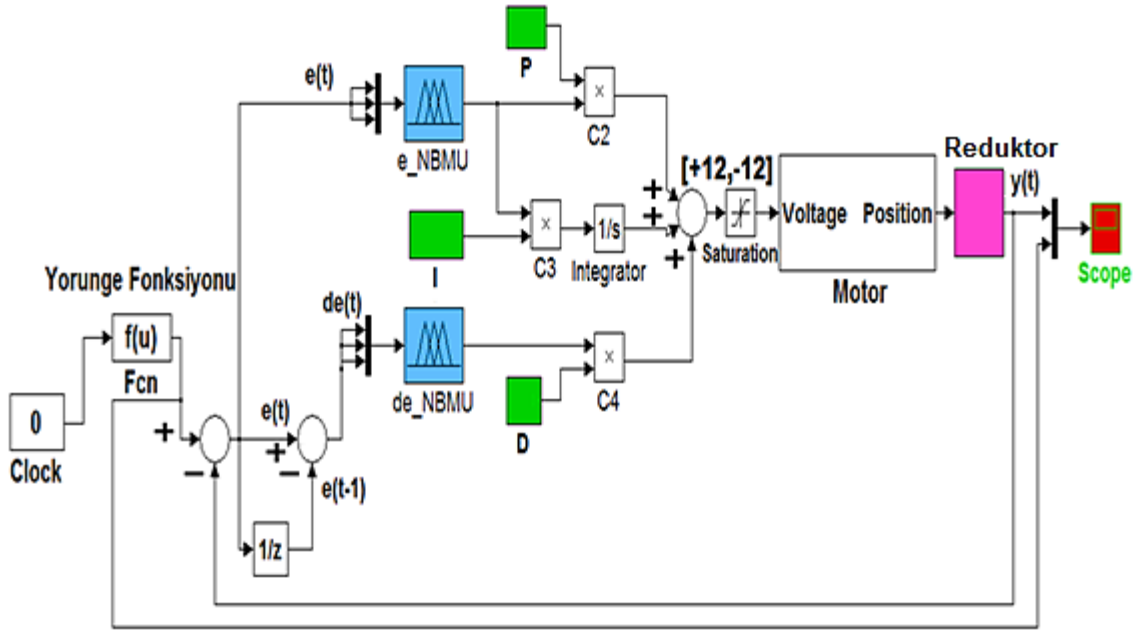 P
e(t)
×
C2
e_NBMU
[+12,-12]
Reduktor
y(t)
+
+
+
Voltage Position
Saturation
Motor
Scope
×
C3
1/s
Integrator
I
Yorunge Fonksiyonu
de(t)
f(u)
Fcn
de_NBMU
×
C4
D
0
Clock
+
−
e(t)
+
−
e(t-1)
1/z